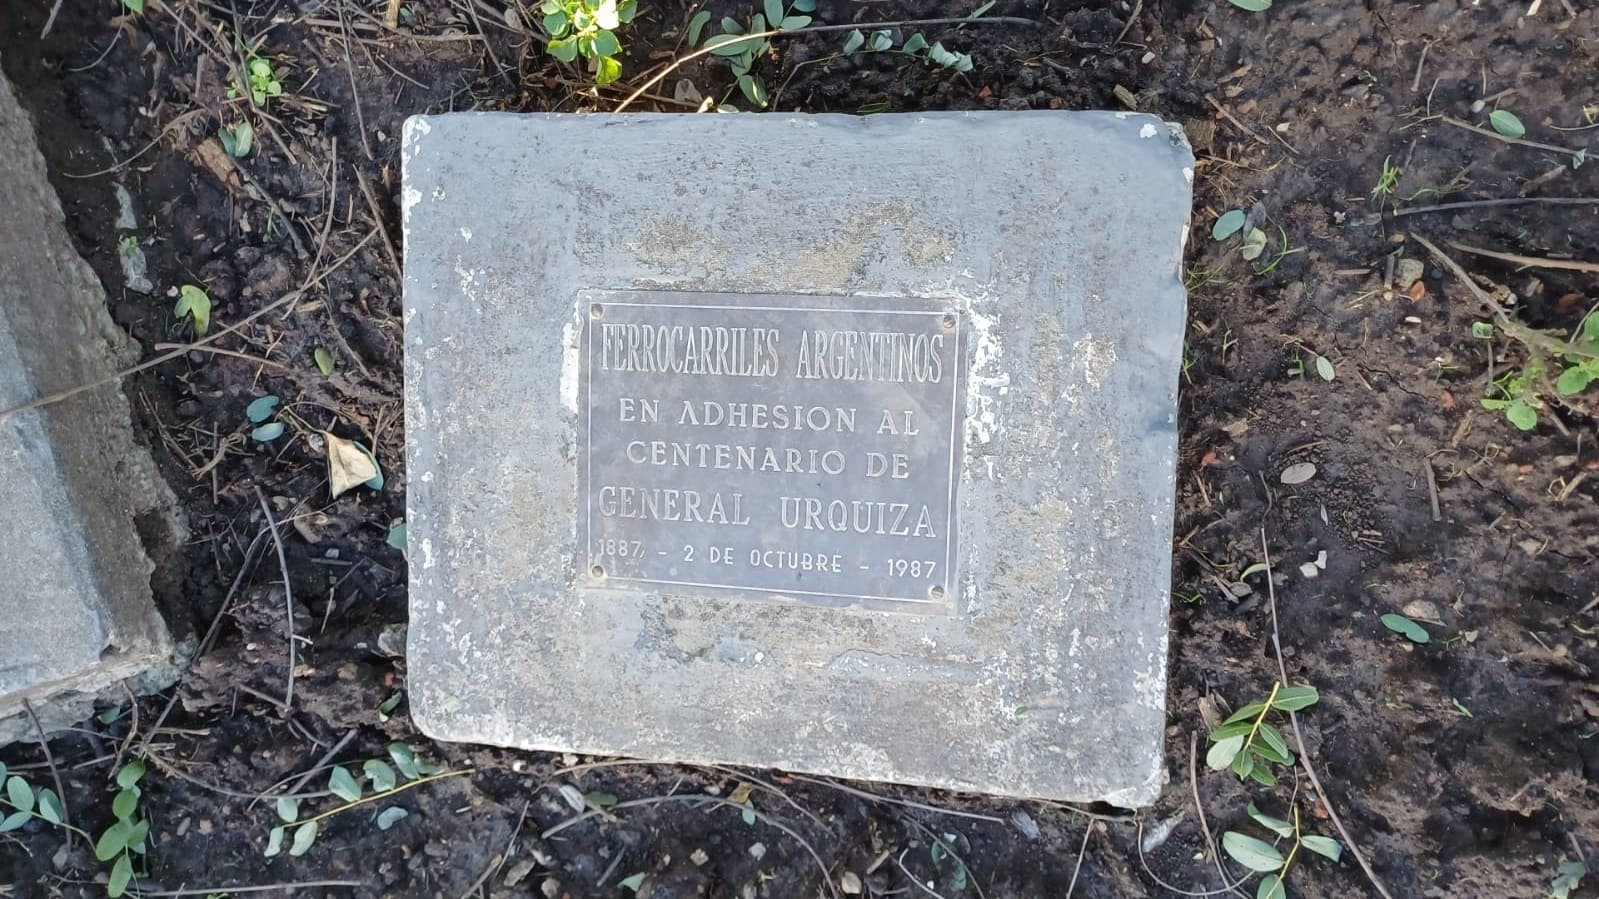 FERROCARRILES ARGENTINOS
EN ADHESION AL
CENTENARIO DE
GENERAL URQUIZA
1887 - 2 DE OCTUBRE - 1987